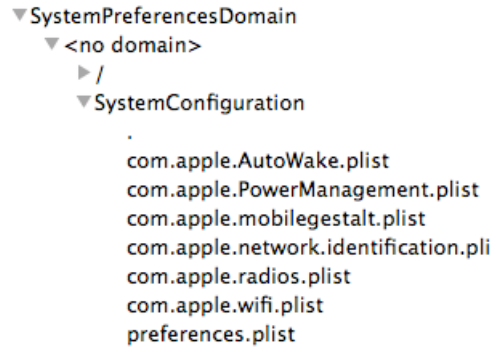 SystemPreferencesDomain
<no domain>
/
SystemConfiguration
.
com.apple.AutoWake.plist
com.apple.PowerManagement.plist
com.apple.mobilegestalt.plist
com.apple.network.identification.pli
com.apple.radios.plist
com.apple.wifi.plist
preferences.plist